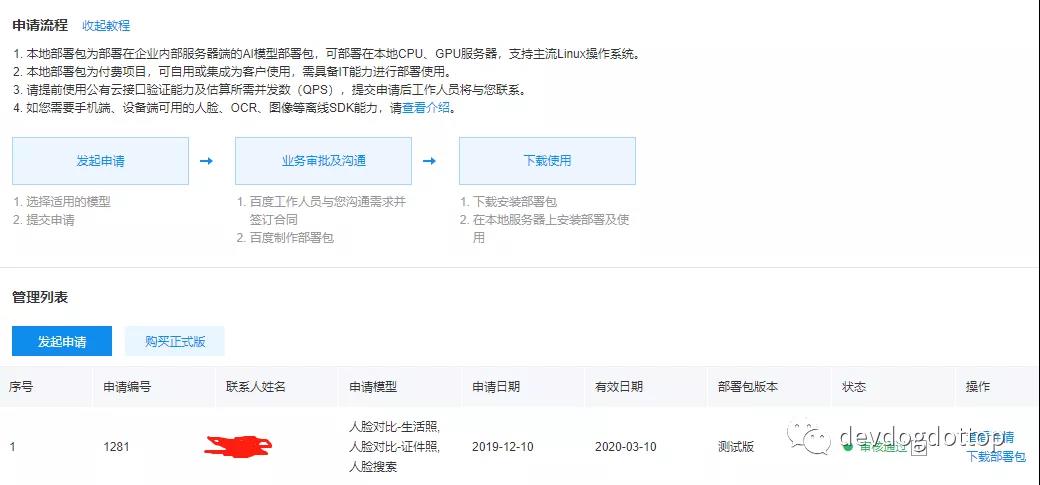 申请流程 收起教程
1. 本地部署包为部署在企业内部服务器端的AI模型部署包，可部署在本地CPU、GPU服务器，支持主流Linux操作系统。
2. 本地部署包为付费项目，可自用或集成为客户使用，需具备IT能力进行部署使用。
3. 请提前使用公有云接口验证能力及估算所需并发数（QPS），提交申请后工作人员将与您联系。
4. 如您需要手机端、设备端可用的人脸、OCR、图像等离线SDK能力，请查看介绍。
发起申请
1. 选择适用的模型
2. 提交申请
业务审批及沟通
1. 百度工作人员与您沟通需求并
签订合同
2. 百度制作部署包
下载使用
1. 下载安装部署包
2. 在本地服务器上安装部署及使
用
管理列表
发起申请 购买正式版
序号 申请编号 联系人姓名 申请模型 申请日期 有效日期 部署包版本 状态 操作
1 1281 人脸对比-生活照,
人脸对比-证件照,
人脸搜索
2019-12-10 2020-03-10 测试版 审核通过
下载部署包
devdogdottop